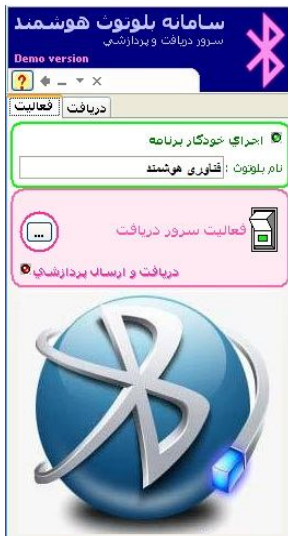 سامانه بلوتوث هوشمند
سرور دریافت و پردازشي
Demo version
?
دریافت فعالیت
اجراي خودکار برنامه
نام بلوتوث : فناوری هوشمند
فعالیت سرور دریافت
...
دریافت و ارسال پردازشي